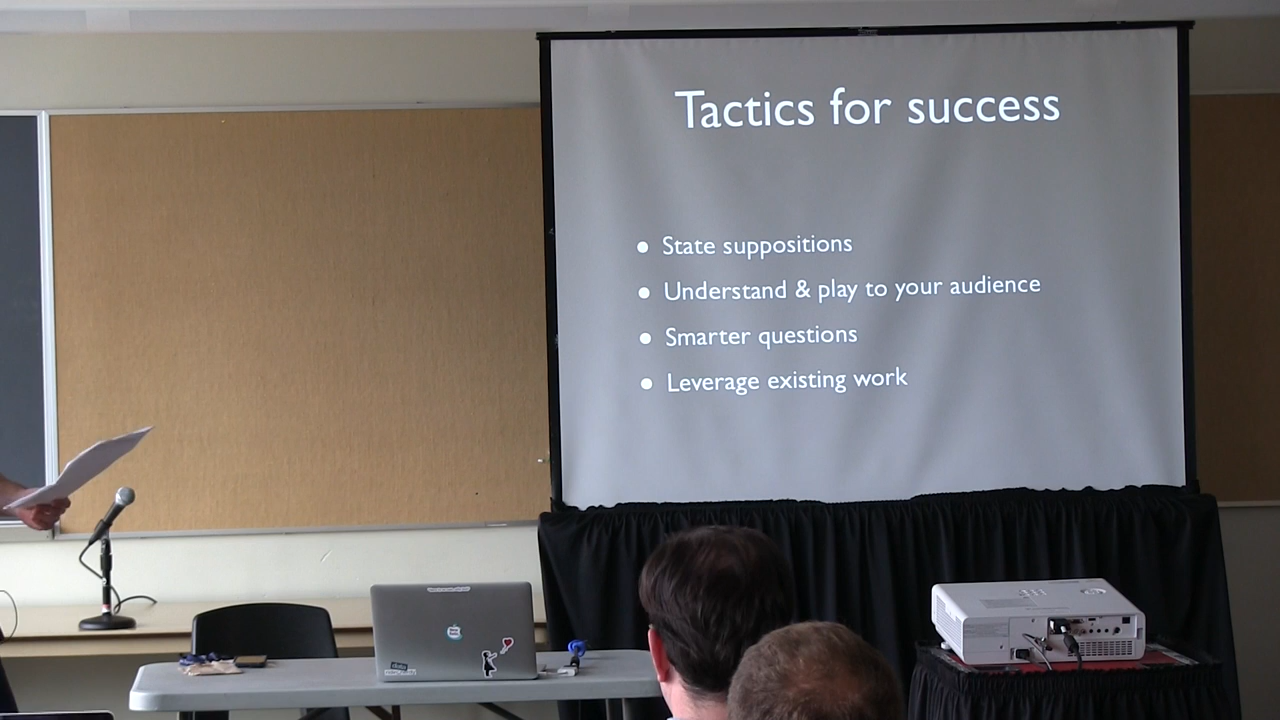 Tactics for success
State suppositions
Understand & play to your audience
Smarter questions
Leverage existing work